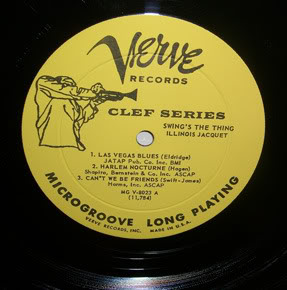 Verve
RECORDS
CLEF SERIES
SWING'S THE THING
ILLINOIS JACQUET
1. LAS VEGAS BLUES (Eldridge)
JATAP Pub. Co. Inc. BMI
2. HARLEM NOCTURNE (Hagen)
Shapiro, Bernstein & Co. Inc. ASCAP
3. CAN'T WE BE FRIENDS (Swift-James)
Harms, Inc. ASCAP
MG V-8023 A
(11,784)
MICROGROOVE LONG PLAYING
VERVE RECORDS, INC. MADE IN U.S.A.